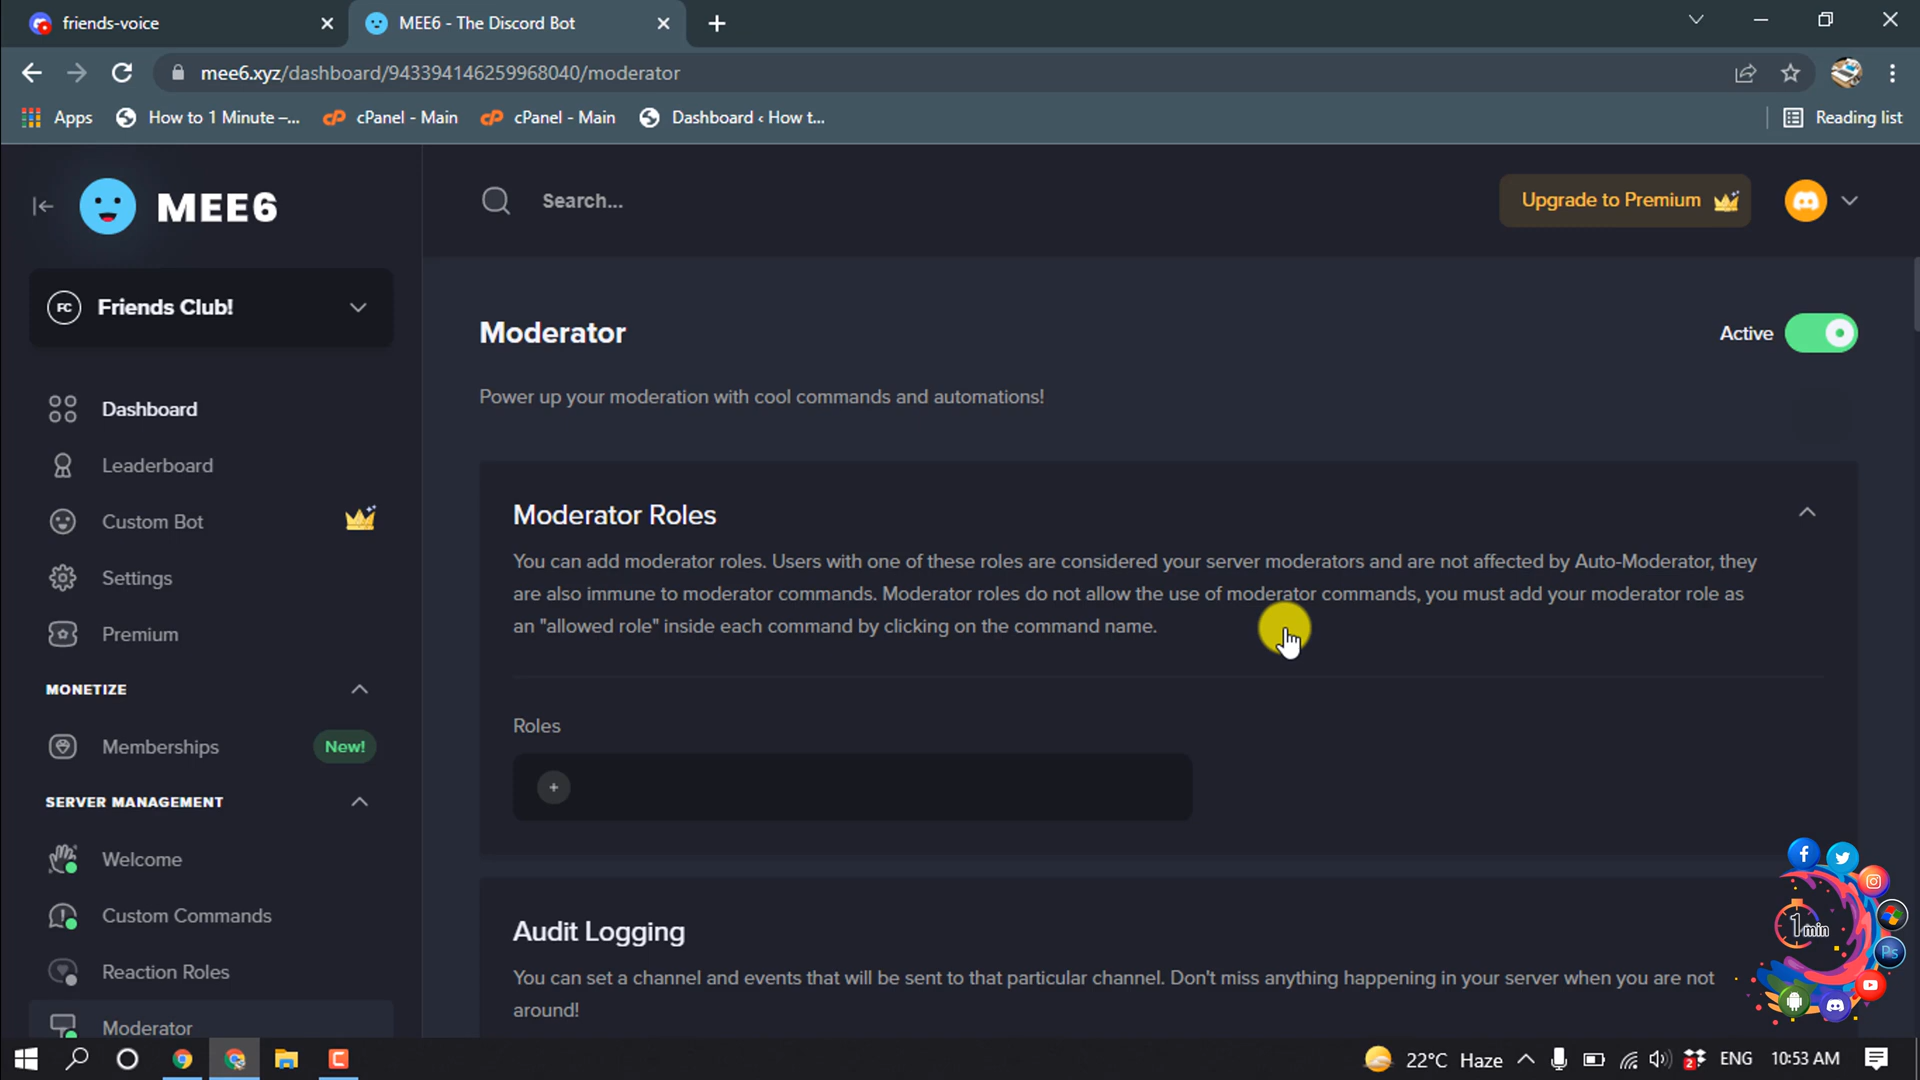 friends-voice
MEE6 - The Discord Bot
mee6.xyz/dashboard/943394146259968040/moderator
Apps
How to 1 Minute –...
cP
cPanel - Main
cP
cPanel - Main
Dashboard ‹ How t...
Reading list
MEE6
Search...
Upgrade to Premium
FC
Friends Club!
Moderator
Active
Power up your moderation with cool commands and automations!
Dashboard
Leaderboard
Custom Bot
Settings
Premium
MONETIZE
Memberships
New!
SERVER MANAGEMENT
Welcome
Custom Commands
Reaction Roles
Moderator
Moderator Roles
You can add moderator roles. Users with one of these roles are considered your server moderators and are not affected by Auto-Moderator, they
are also immune to moderator commands. Moderator roles do not allow the use of moderator commands, you must add your moderator role as
an "allowed role" inside each command by clicking on the command name.
Roles
+
Audit Logging
You can set a channel and events that will be sent to that particular channel. Don't miss anything happening in your server when you are not
around!
1min
Ps
22°C Haze
2
ENG
10:53 AM